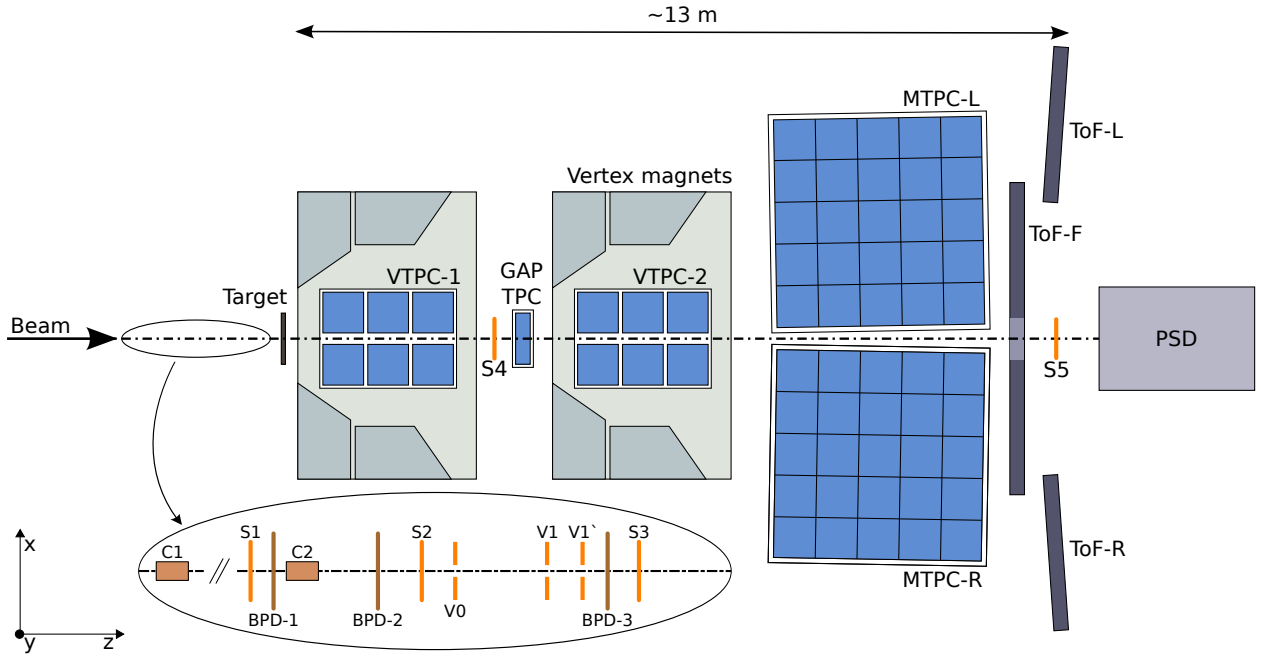 ~13 m
MTPC-L
ToF-L
Vertex magnets
ToF-F
VTPC-1
GAP
TPC
VTPC-2
Target
Beam
PSD
S4
S5
S1
C1
C2
S2
V1
V1`
S3
x
ToF-R
MTPC-R
V0
BPD-1
BPD-2
BPD-3
y
z